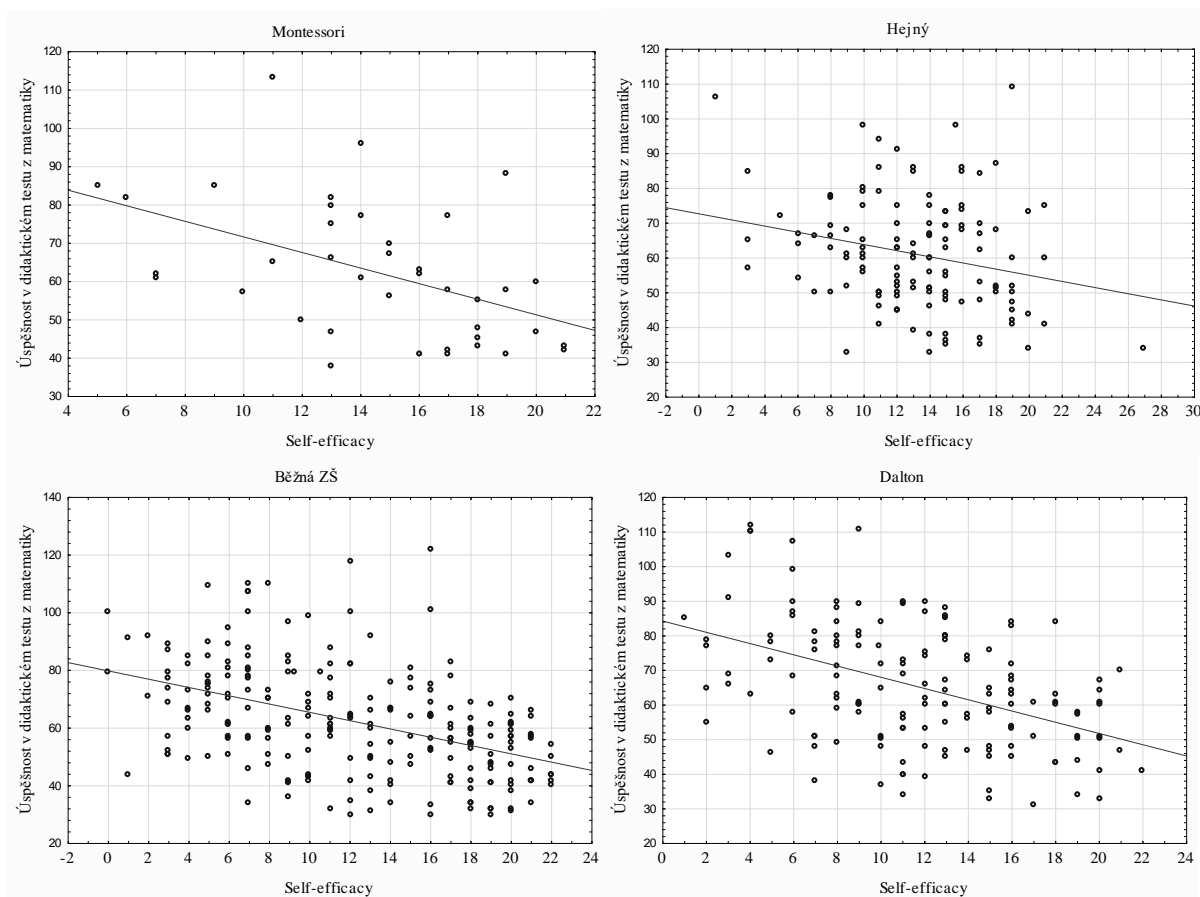 Montessori
Úspěšnost v didaktickém testu z matematiky
120
110
100
90
80
70
60
50
40
30
4 6 8 10 12 14 16 18 20 22
Self-efficacy
Hejný
Úspěšnost v didaktickém testu z matematiky
120
110
100
90
80
70
60
50
40
30
20
-2 0 2 4 6 8 10 12 14 16 18 20 21 23 26 28 30
Self-efficacy
Běžná ZŠ
Úspěšnost v didaktickém testu z matematiky
140
120
100
80
60
40
20
-2 0 2 4 6 8 10 12 14 16 18 20 22 24
Self-efficacy
Dalton
Úspěšnost v didaktickém testu z matematiky
120
110
100
90
80
70
60
50
40
30
20
0 2 4 6 8 10 12 14 16 18 20 22 24
Self-efficacy